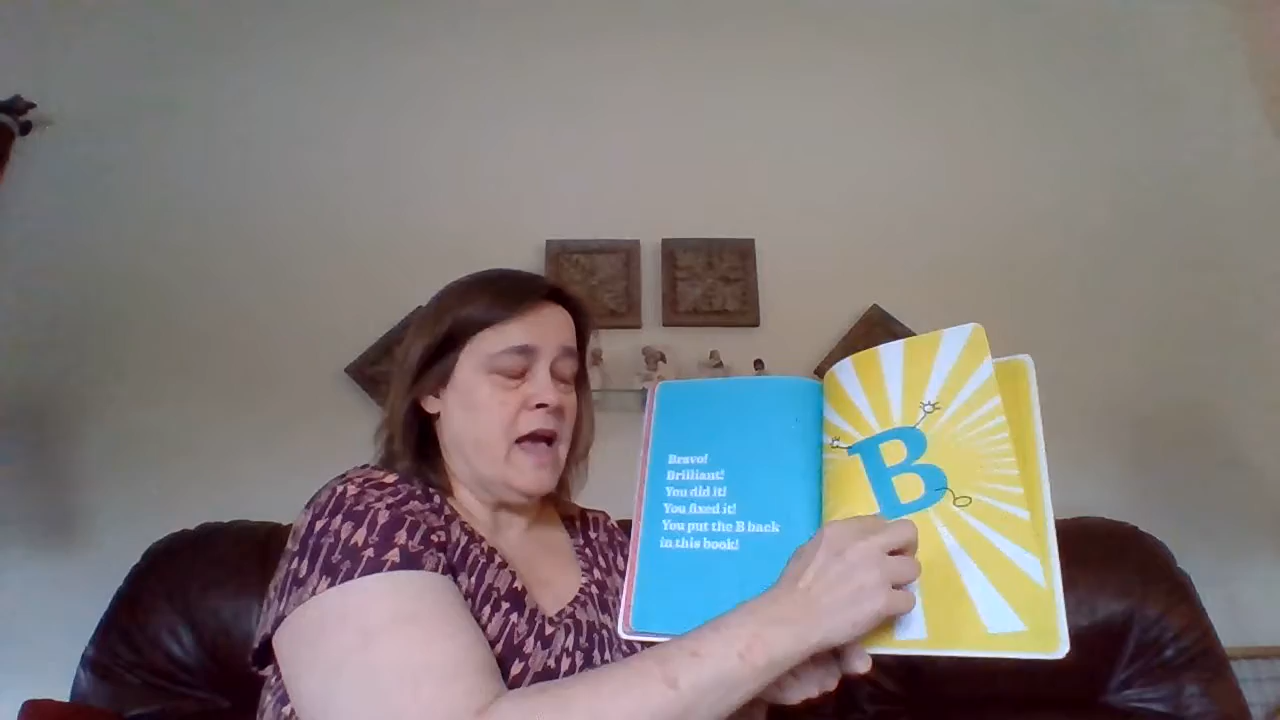 Bravo!
Brilliant!
You did it!
You fixed it!
You put the B back
in this book!
B